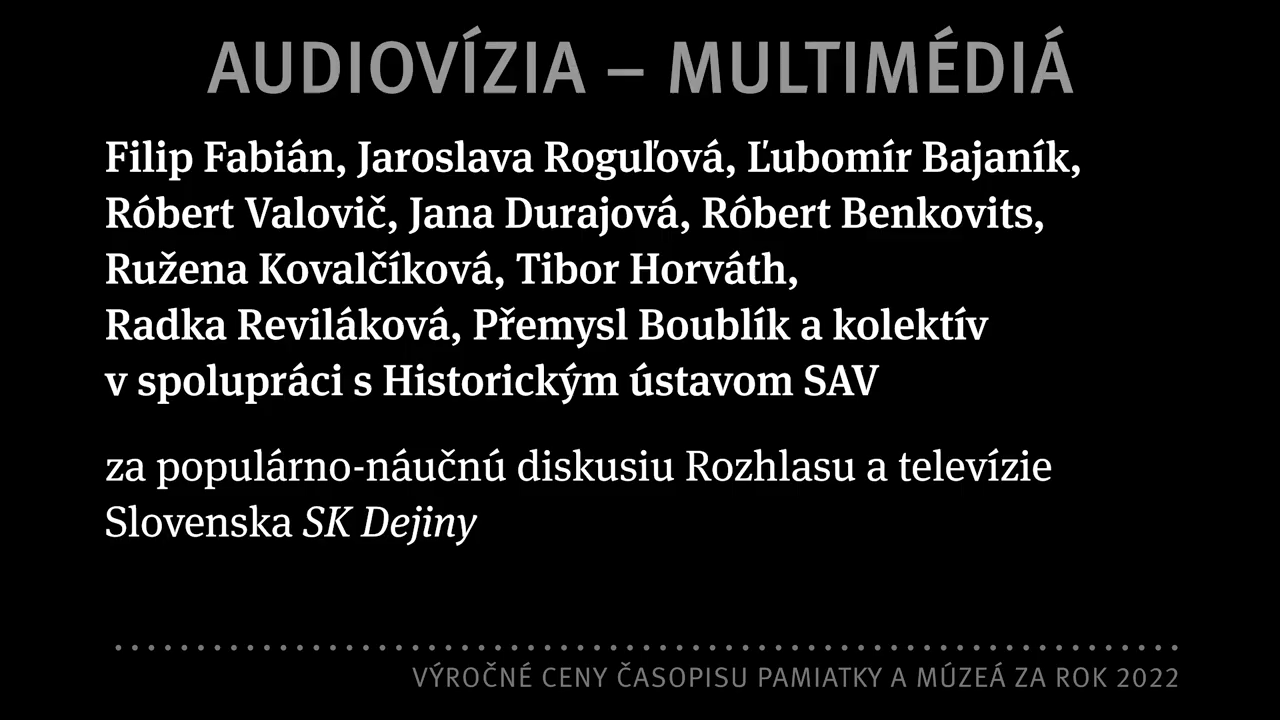 AUDIOVÍZIA – MULTIMÉDIÁ
Filip Fabián, Jaroslava Roguľová, Ľubomír Bajaník,
Róbert Valovič, Jana Durajová, Róbert Benkovits,
Ružena Kovalčíková, Tibor Horváth,
Radka Reviláková, Přemysl Boublík a kolektív
v spolupráci s Historickým ústavom SAV
za populárno-náučnú diskusiu Rozhlasu a televízie
Slovenska SK Dejiny
VÝROČNÉ CENY ČASOPISU PAMIATKY A MÚZEÁ ZA ROK 2022